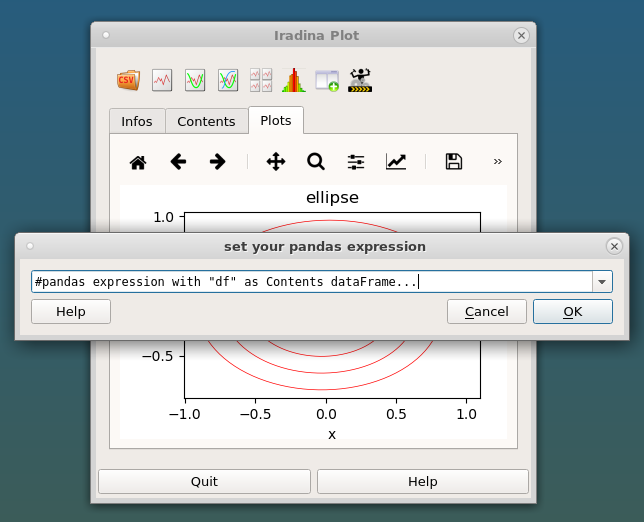 Iradina Plot
CSV
Infos
Contents
Plots
»
ellipse
1.0
set your pandas expression
#pandas expression with "df" as Contents dataFrame...
Help
Cancel
OK
−0.5
−1.0 −0.5 0.0 0.5 1.0
x
Quit
Help